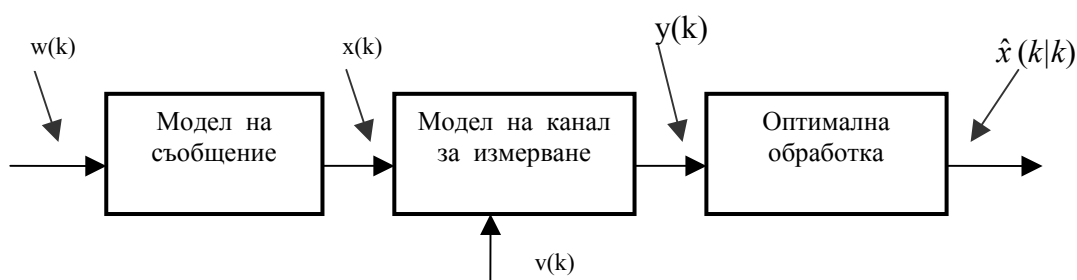 w(k)
x(k)
y(k)
x̂ (k|k)
Модел на
съобщение
Модел на канал
за измерване
Оптимална
обработка
v(k)